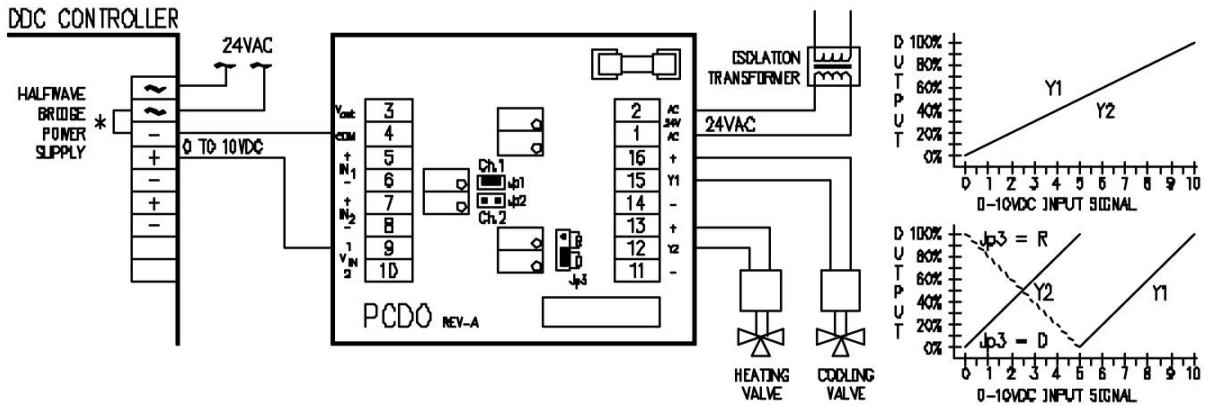 DDC CONTROLLER
24VAC
HALFWAVE
BRIDGE
POWER
SUPPLY
*
~
~
-
+
-
+
-
0 TO 10VDC
Vout 3
COM 4
+ 5
IN1
- 6
+ 7
IN2
- 8
1 9
VIN
2 10
Ch.1
Jp1
Jp2
Ch.2
R
D
Jp3
PCDO REV-A
2 AC
24V
1 AC
16 +
15 Y1
14 -
13 +
12 Y2
11 -
ISOLATION
TRANSFORMER
24VAC
HEATING
VALVE
COOLING
VALVE
OUTPUT
100%
80%
60%
40%
20%
0%
Y1
Y2
0 1 2 3 4 5 6 7 8 9 10
0-10VDC INPUT SIGNAL
OUTPUT
100%
80%
60%
40%
20%
0%
Jp3 = R
Y2
Y1
Jp3 = D
0 1 2 3 4 5 6 7 8 9 10
0-10VDC INPUT SIGNAL